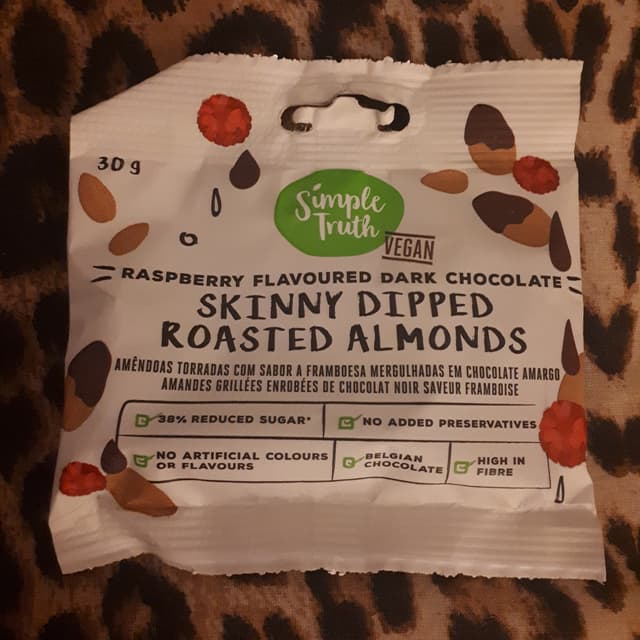 30 g
Simple
Truth
VEGAN
RASPBERRY FLAVOURED DARK CHOCOLATE
SKINNY DIPPED
ROASTED ALMONDS
AMÊNDOAS TORRADAS COM SABOR A FRAMBOESA MERGULHADAS EM CHOCOLATE AMARGO
AMANDES GRILLÉES ENROBÉES DE CHOCOLAT NOIR SAVEUR FRAMBOISE
38% REDUCED SUGAR*
NO ADDED PRESERVATIVES
NO ARTIFICIAL COLOURS
OR FLAVOURS
BELGIAN
CHOCOLATE
HIGH IN
FIBRE